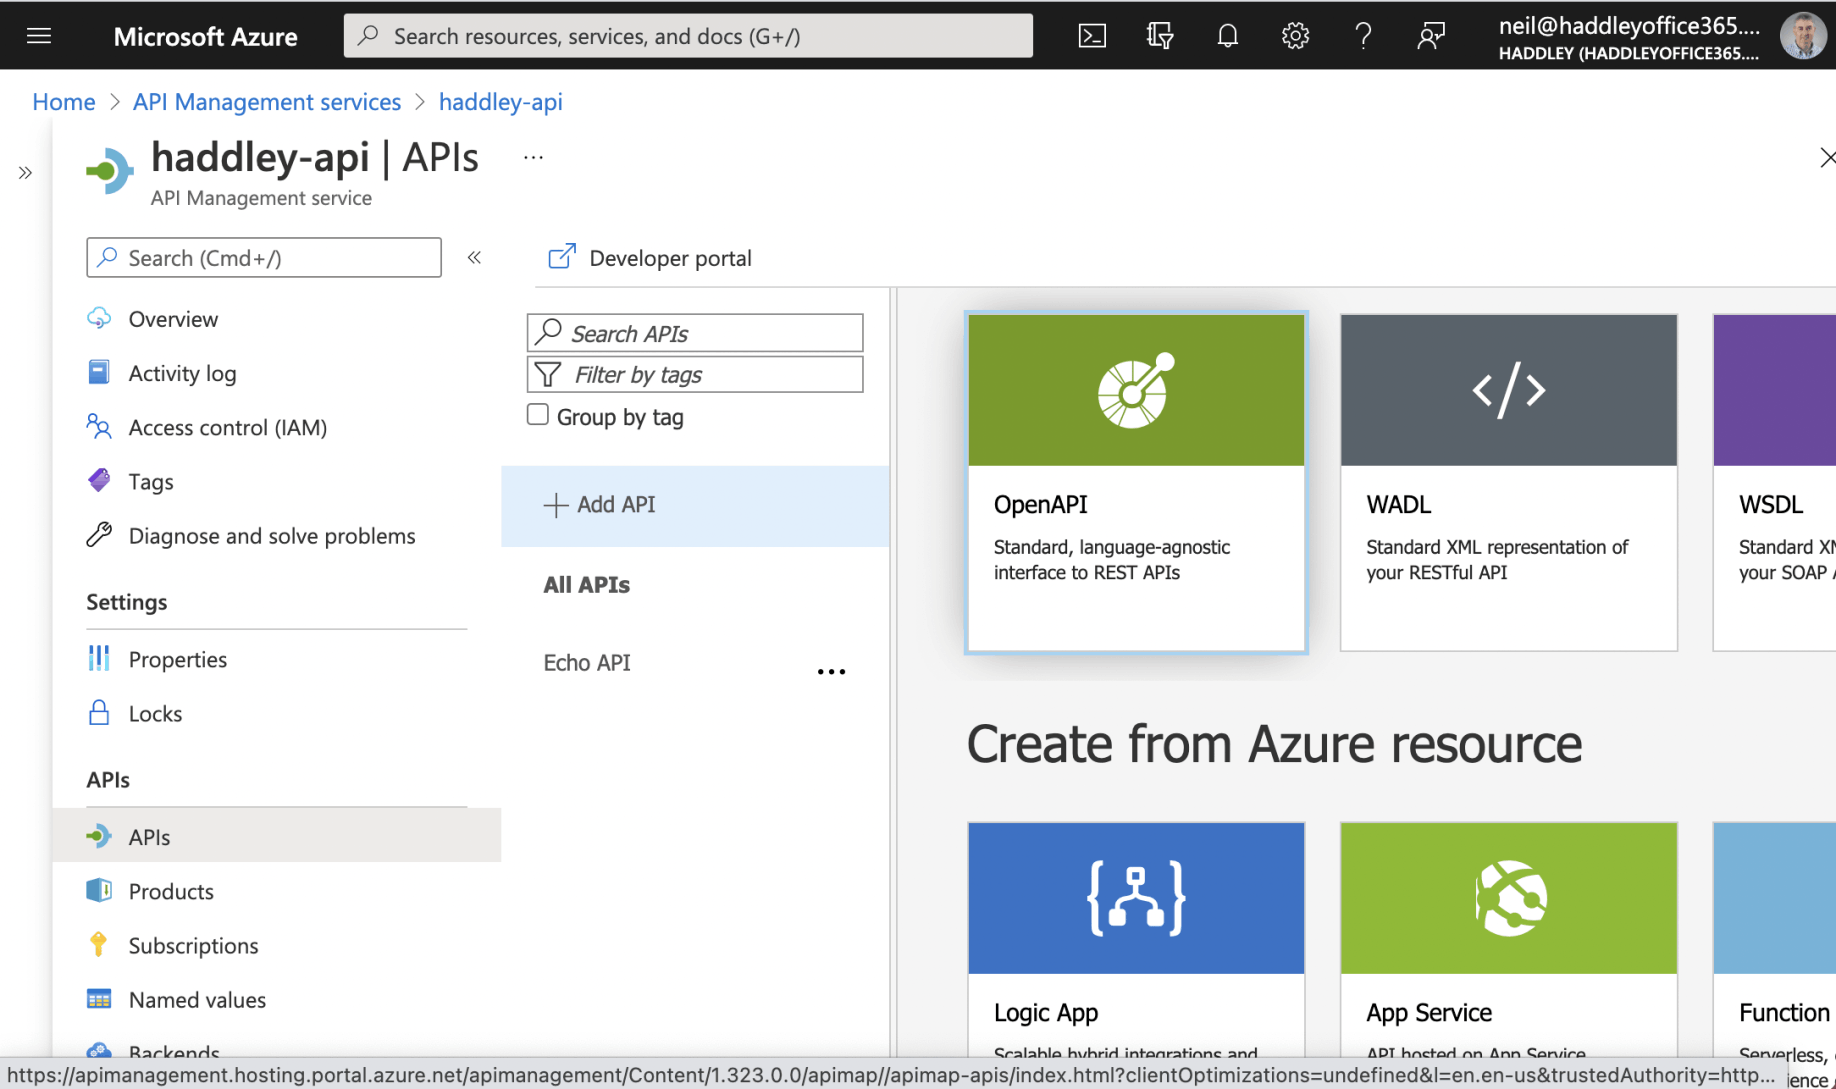 Microsoft Azure
Search resources, services, and docs (G+/)
neil@haddleyoffice365....
HADDLEY (HADDLEYOFFICE365....
Home > API Management services > haddley-api
haddley-api | APIs ...
API Management service
Search (Cmd+/)
Overview
Activity log
Access control (IAM)
Tags
Diagnose and solve problems
Settings
Properties
Locks
APIs
APIs
Products
Subscriptions
Named values
Backends
Developer portal
Search APIs
Filter by tags
Group by tag
Add API
All APIs
Echo API
...
OpenAPI
Standard, language-agnostic
interface to REST APIs
WADL
Standard XML representation of
your RESTful API
WSDL
Standard
your SOAP
Create from Azure resource
Logic App
Scalable hybrid integrations and
App Service
API hosted on App Service
Function
Serverless,
https://apimanagement.hosting.portal.azure.net/apimanagement/Content/1.323.0.0/apimap//apimap-apis/index.html?clientOptimizations=undefined&l=en.en-us&trustedAuthority=http...